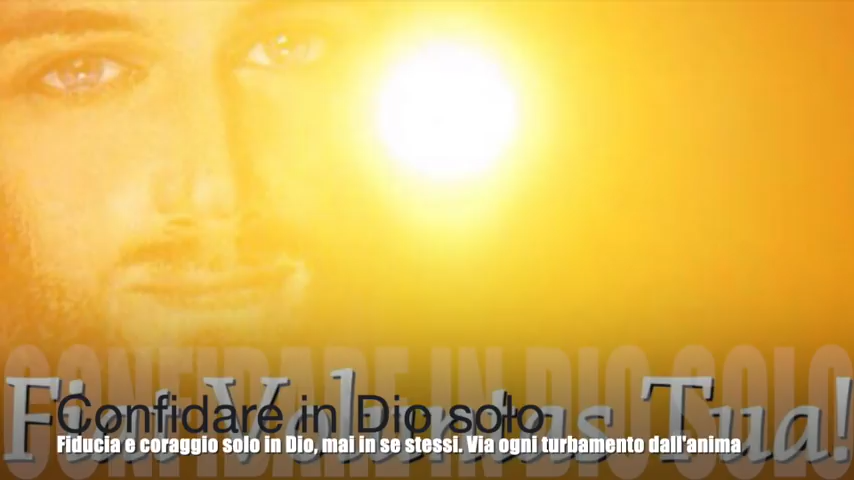 CONFIDARE IN DIO SOLO
Fiat Voluntas Tua!
Confidare in Dio solo
Fiducia e coraggio solo in Dio, mai in se stessi. Via ogni turbamento dall'anima